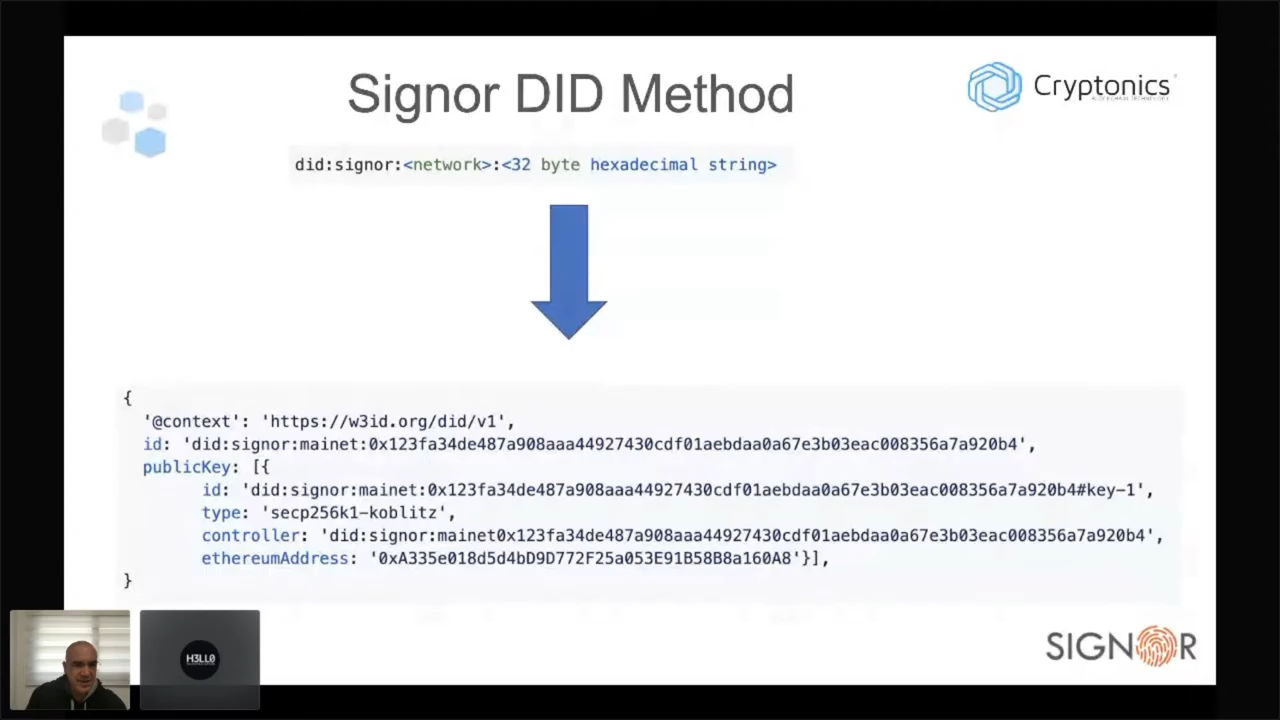 Signor DID Method
Cryptonics
did:signor:<network>:<32 byte hexadecimal string>
{
'@context': 'https://w3id.org/did/v1',
id: 'did:signor:mainet:0x123fa34de487a908aaa44927430cdf01aebdaa0a67e3b03eac008356a7a920b4',
publicKey: [{
id: 'did:signor:mainet:0x123fa34de487a908aaa44927430cdf01aebdaa0a67e3b03eac008356a7a920b4#key-1',
type: 'secp256k1-koblitz',
controller: 'did:signor:mainet0x123fa34de487a908aaa44927430cdf01aebdaa0a67e3b03eac008356a7a920b4',
ethereumAddress: '0xA335e018d5d4bD9D772F25a053E91B58B8a160A8'}],
}
H3LL0
SIGNOR